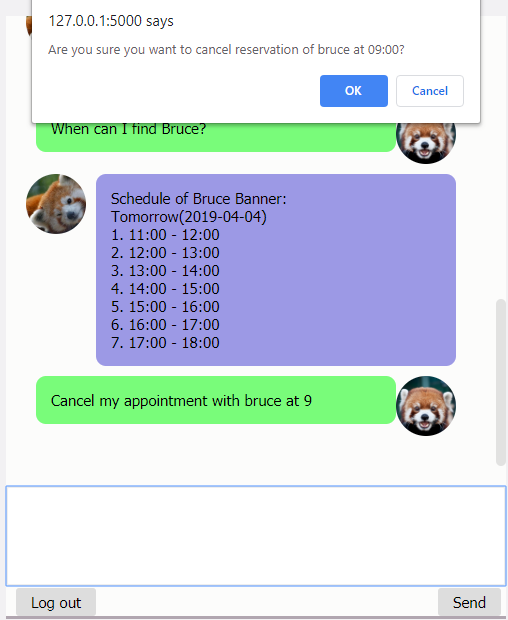 127.0.0.1:5000 says
Are you sure you want to cancel reservation of bruce at 09:00?
OK
Cancel
When can I find Bruce?
Schedule of Bruce Banner:
Tomorrow(2019-04-04)
1. 11:00 - 12:00
2. 12:00 - 13:00
3. 13:00 - 14:00
4. 14:00 - 15:00
5. 15:00 - 16:00
6. 16:00 - 17:00
7. 17:00 - 18:00
Cancel my appointment with bruce at 9
Log out
Send